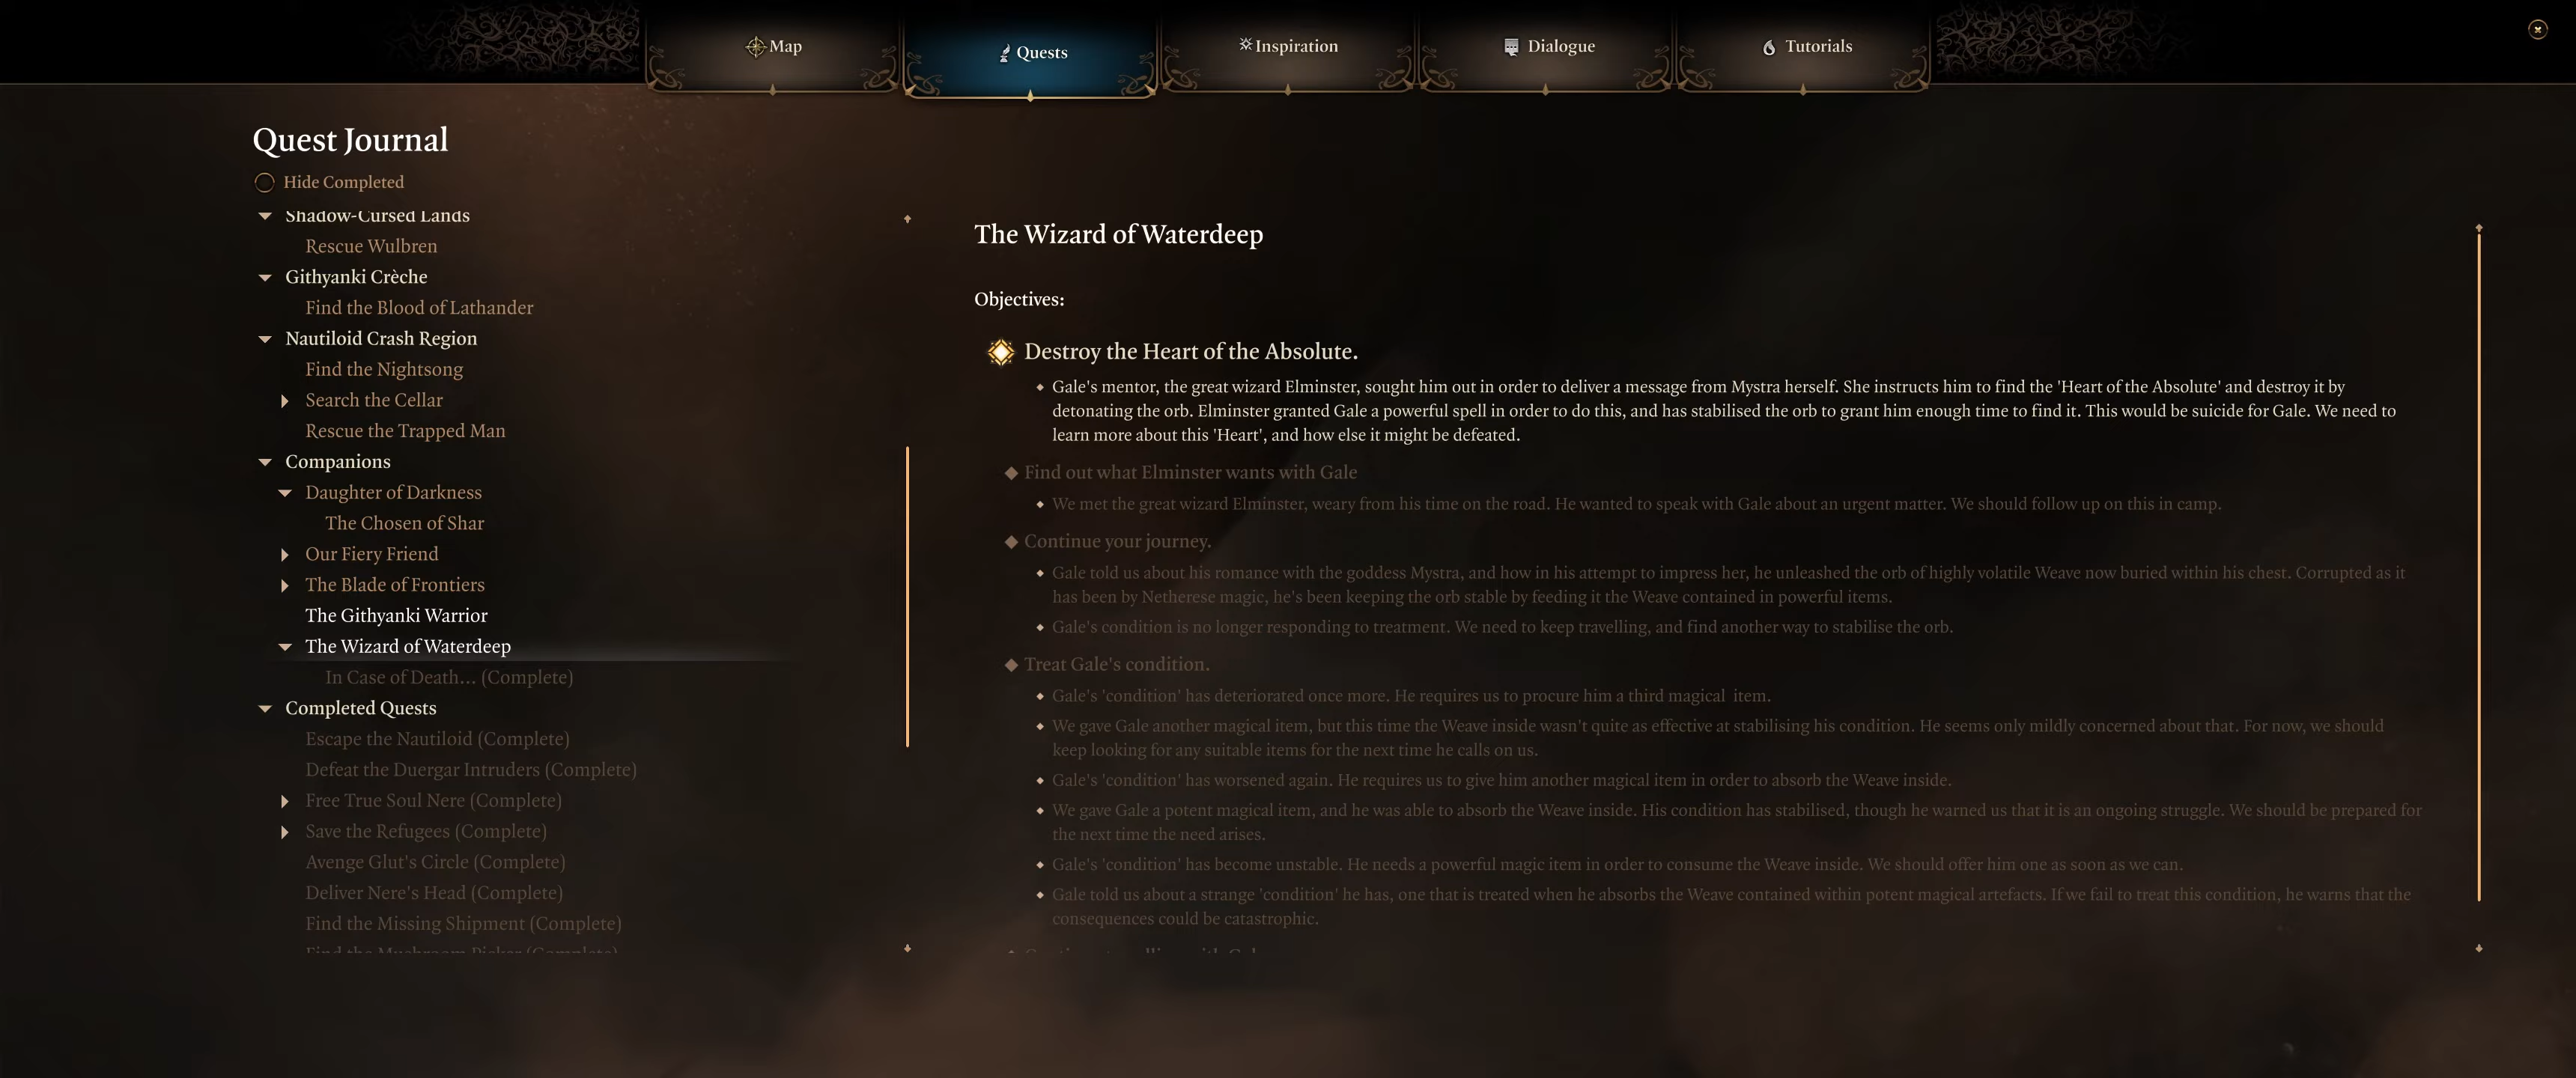 Map
Quests
Inspiration
Dialogue
Tutorials
Quest Journal
Hide Completed
Shadow-Cursed Lands
Rescue Wulbren
Githyanki Crèche
Find the Blood of Lathander
Nautiloid Crash Region
Find the Nightsong
Search the Cellar
Rescue the Trapped Man
Companions
Daughter of Darkness
The Chosen of Shar
Our Fiery Friend
The Blade of Frontiers
The Githyanki Warrior
The Wizard of Waterdeep
In Case of Death... (Complete)
Completed Quests
Escape the Nautiloid (Complete)
Defeat the Duergar Intruders (Complete)
Free True Soul Nere (Complete)
Save the Refugees (Complete)
Avenge Glut's Circle (Complete)
Deliver Nere's Head (Complete)
Find the Missing Shipment (Complete)
Find the Mushroom Picker (Complete)
The Wizard of Waterdeep
Objectives:
Destroy the Heart of the Absolute.
Gale's mentor, the great wizard Elminster, sought him out in order to deliver a message from Mystra herself. She instructs him to find the 'Heart of the Absolute' and destroy it by
detonating the orb. Elminster granted Gale a powerful spell in order to do this, and has stabilised the orb to grant him enough time to find it. This would be suicide for Gale. We need to
learn more about this 'Heart', and how else it might be defeated.
Find out what Elminster wants with Gale
We met the great wizard Elminster, weary from his time on the road. He wanted to speak with Gale about an urgent matter. We should follow up on this in camp.
Continue your journey.
Gale told us about his romance with the goddess Mystra, and how in his attempt to impress her, he unleashed the orb of highly volatile Weave now buried within his chest. Corrupted as it
has been by Netherese magic, he's been keeping the orb stable by feeding it the Weave contained in powerful items.
Gale's condition is no longer responding to treatment. We need to keep travelling, and find another way to stabilise the orb.
Treat Gale's condition.
Gale's 'condition' has deteriorated once more. He requires us to procure him a third magical  item.
We gave Gale another magical item, but this time the Weave inside wasn't quite as effective at stabilising his condition. He seems only mildly concerned about that. For now, we should
keep looking for any suitable items for the next time he calls on us.
Gale's 'condition' has worsened again. He requires us to give him another magical item in order to absorb the Weave inside.
We gave Gale a potent magical item, and he was able to absorb the Weave inside. His condition has stabilised, though he warned us that it is an ongoing struggle. We should be prepared for
the next time the need arises.
Gale's 'condition' has become unstable. He needs a powerful magic item in order to consume the Weave inside. We should offer him one as soon as we can.
Gale told us about a strange 'condition' he has, one that is treated when he absorbs the Weave contained within potent magical artefacts. If we fail to treat this condition, he warns that the
consequences could be catastrophic.